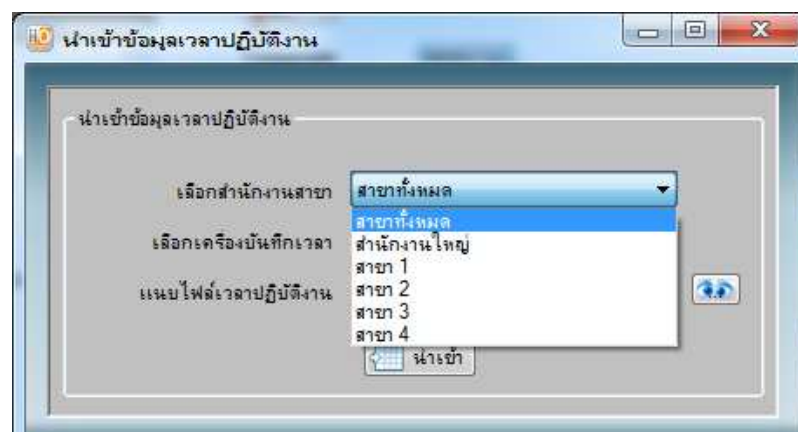 นำเข้าข้อมูลเวลาปฏิบัติงาน
นำเข้าข้อมูลเวลาปฏิบัติงาน
เลือกสำนักงานสาขา
สาขาทั้งหมด
สาขาทั้งหมด
เลือกเครื่องบันทึกเวลา
สำนักงานใหญ่
สาขา 1
แนบไฟล์เวลาปฏิบัติงาน
สาขา 2
สาขา 3
สาขา 4
นำเข้า